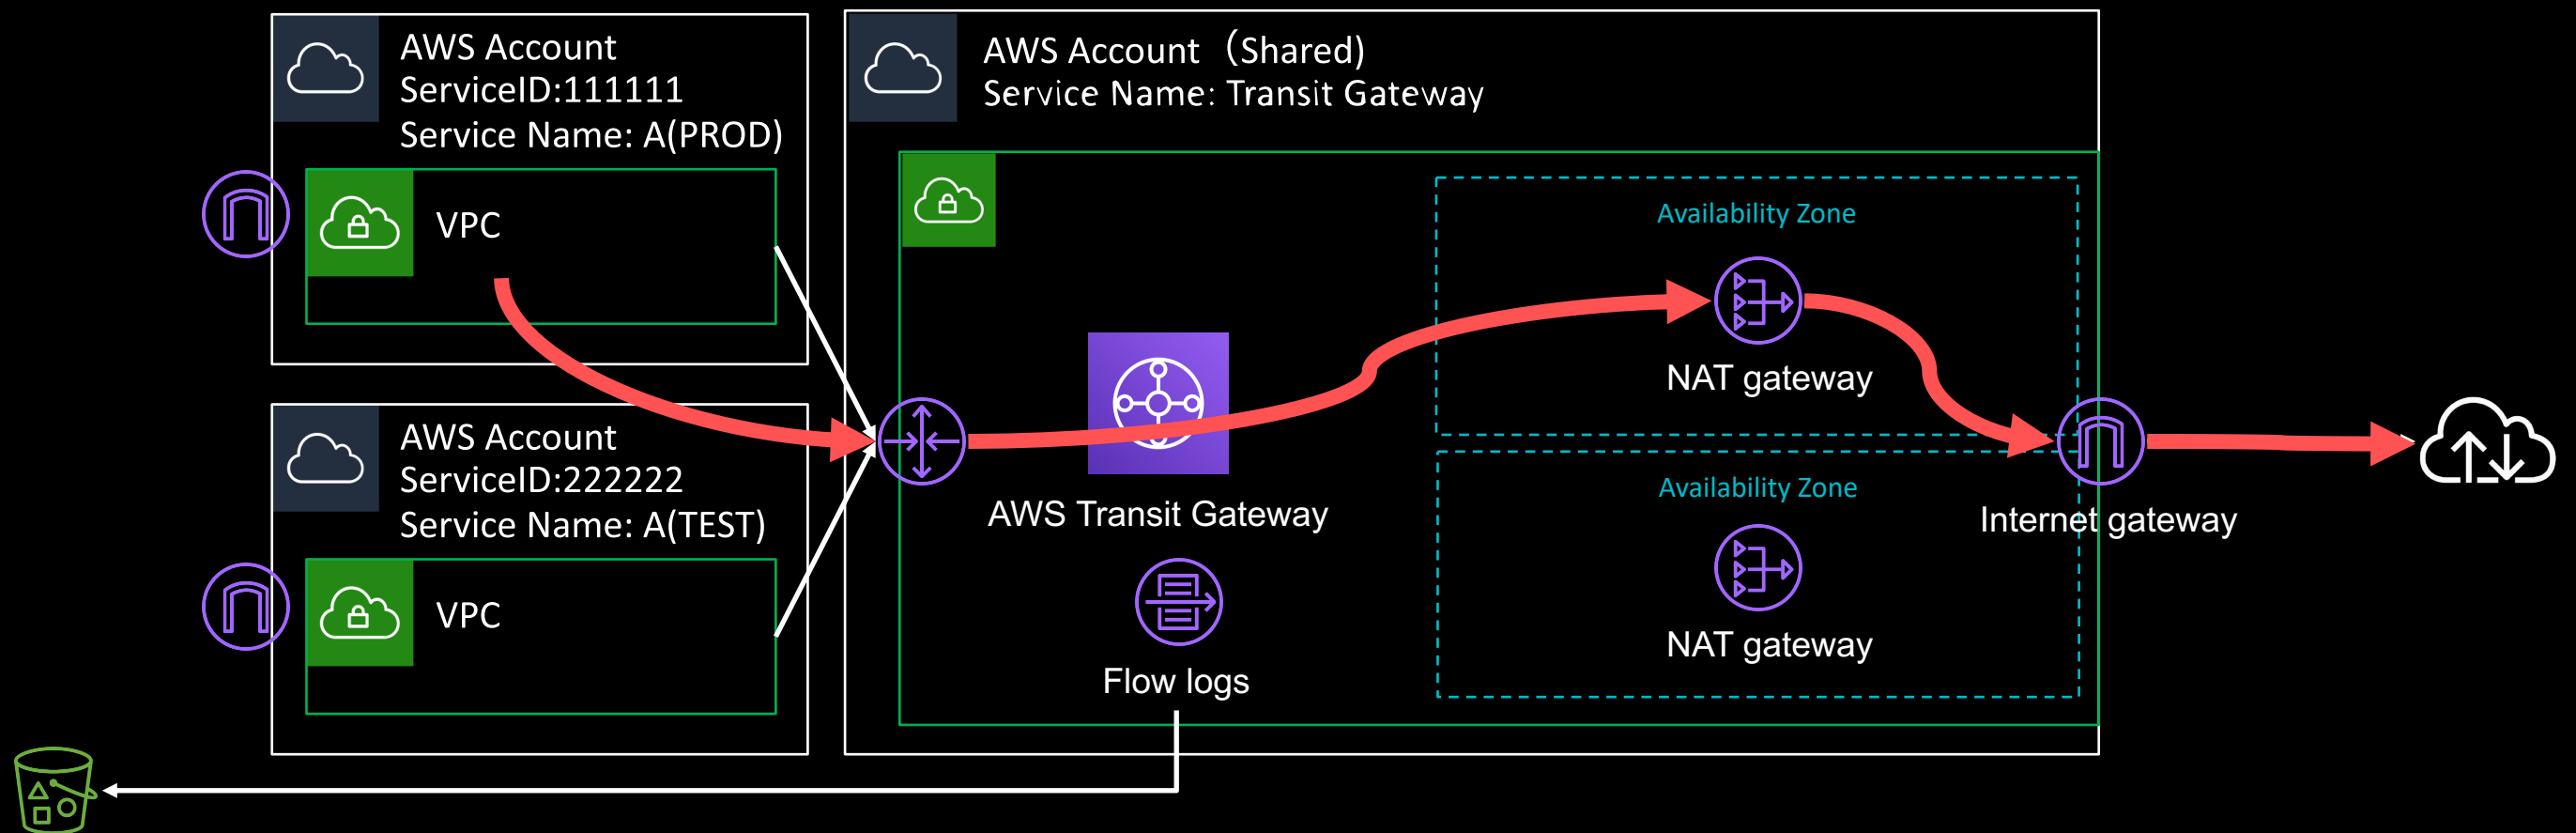 AWS Account
ServiceID:111111
Service Name: A(PROD)
VPC
AWS Account
ServiceID:222222
Service Name: A(TEST)
VPC
AWS Account（Shared)
Service Name: Transit Gateway
AWS Transit Gateway
Flow logs
Availability Zone
NAT gateway
Availability Zone
NAT gateway
Internet gateway